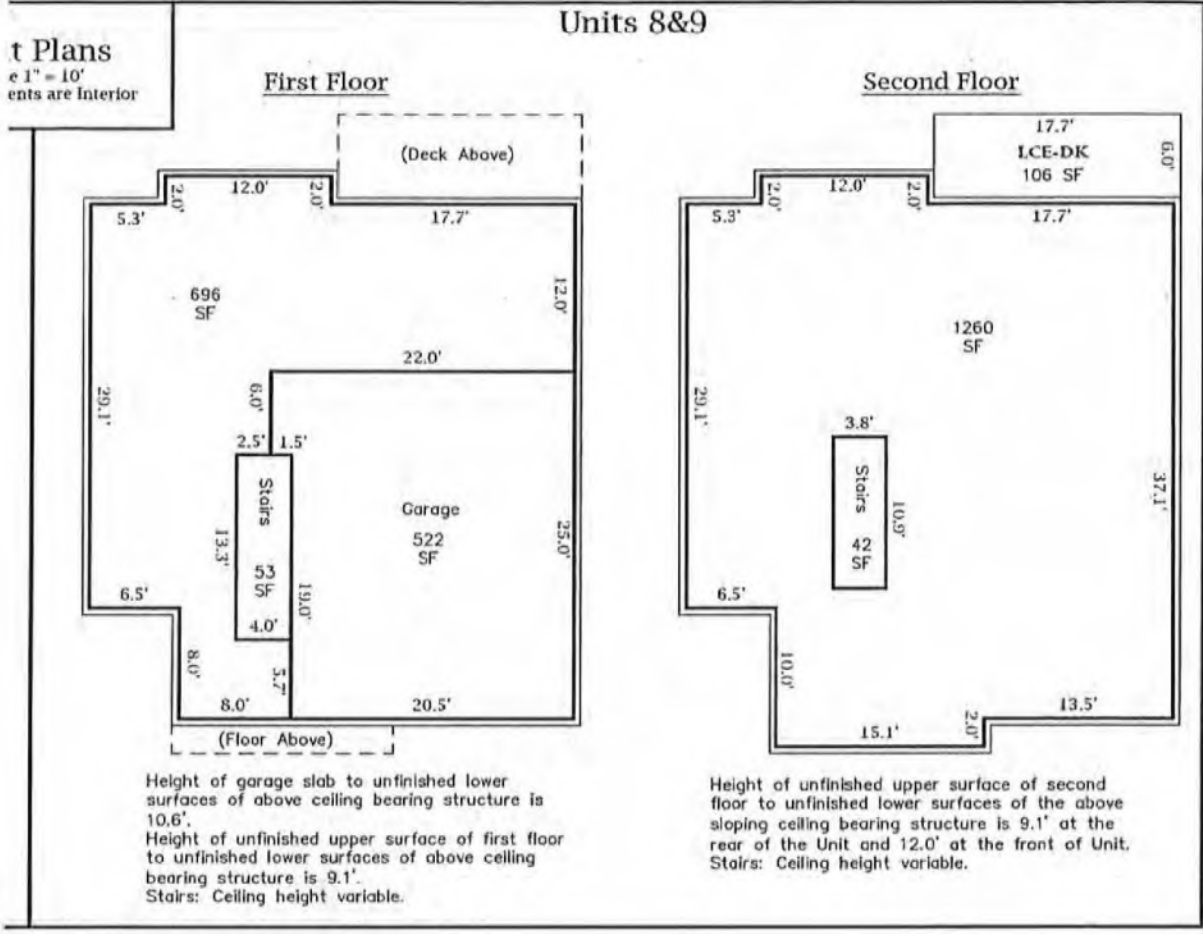 Units 8&9
t Plans
e 1" = 10'
ents are Interior
First Floor
(Deck Above)
2.0'
12.0'
2.0'
5.3'
17.7'
696
SF
12.0'
22.0'
29.1'
6.0'
2.5'
1.5'
Stairs
Garage
522
SF
13.3'
53
SF
19.0'
25.0'
6.5'
4.0'
8.0'
5.7'
8.0'
20.5'
(Floor Above)
Height of garage slab to unfinished lower
surfaces of above ceiling bearing structure is
10.6'.
Height of unfinished upper surface of first floor
to unfinished lower surfaces of above ceiling
bearing structure is 9.1'.
Stairs: Ceiling height variable.
Second Floor
17.7'
LCE-DK
106 SF
6.0'
2.0'
12.0'
2.0'
5.3'
17.7'
1260
SF
29.1'
3.8'
Stairs
42
SF
10.9'
37.1'
6.5'
10.0'
15.1'
2.0'
13.5'
Height of unfinished upper surface of second
floor to unfinished lower surfaces of the above
sloping ceiling bearing structure is 9.1' at the
rear of the Unit and 12.0' at the front of Unit.
Stairs: Ceiling height variable.